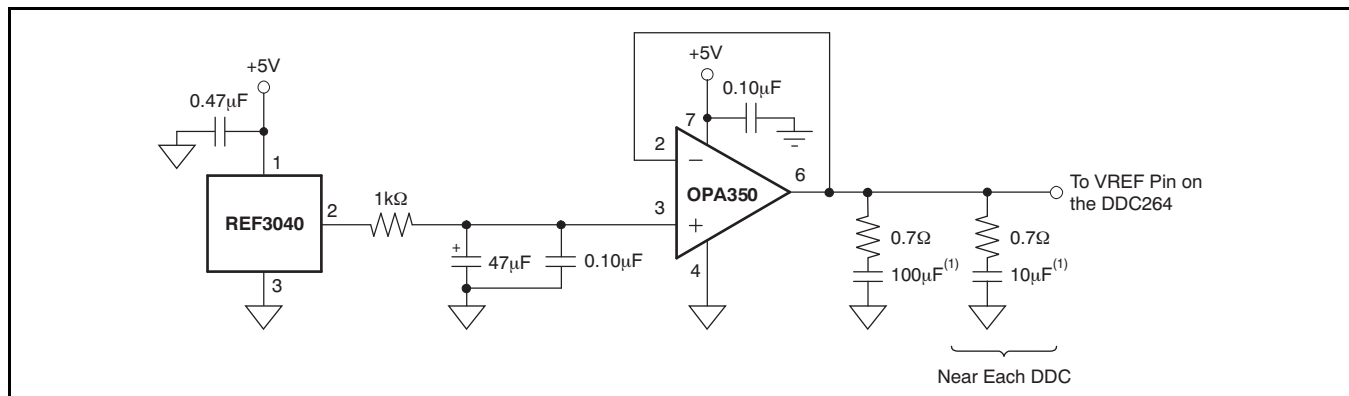 +5V
0.47µF
1
REF3040
2
3
1kΩ
+
47µF
0.10µF
+5V
0.10µF
7
2
−
OPA350
6
3
+
4
To VREF Pin on
the DDC264
0.7Ω
100µF(1)
0.7Ω
10µF(1)
Near Each DDC